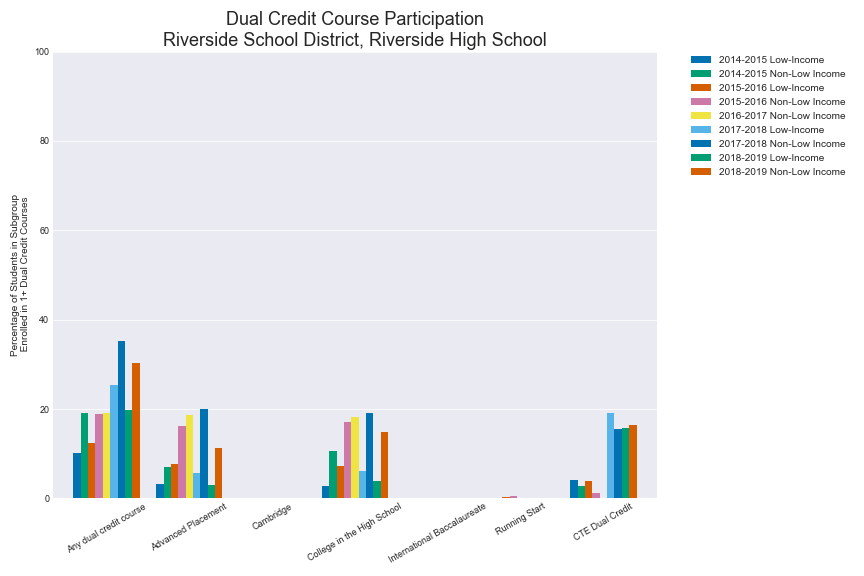 Dual Credit Course Participation
Riverside School District, Riverside High School
Percentage of Students in Subgroup
Enrolled in 1+ Dual Credit Courses
100
80
60
40
20
0
Any dual credit course
Advanced Placement
Cambridge
College in the High School
International Baccalaureate
Running Start
CTE Dual Credit
2014-2015 Low-Income
2014-2015 Non-Low Income
2015-2016 Low-Income
2015-2016 Non-Low Income
2016-2017 Non-Low Income
2017-2018 Low-Income
2017-2018 Non-Low Income
2018-2019 Low-Income
2018-2019 Non-Low Income